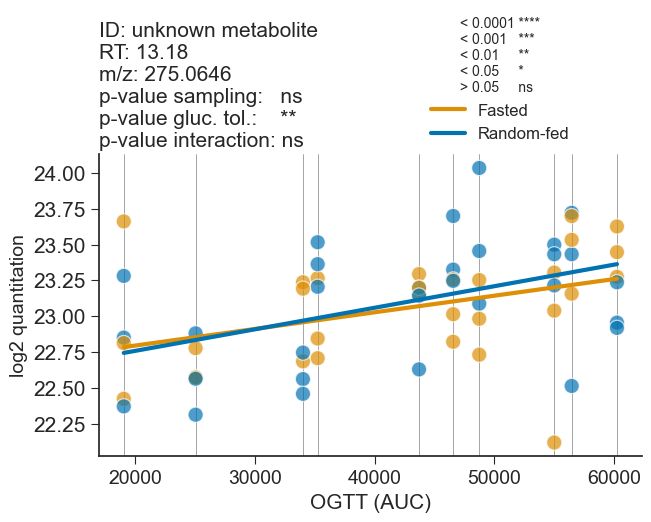 ID: unknown metabolite
RT: 13.18
m/z: 275.0646
p-value sampling: ns
p-value gluc. tol.: **
p-value interaction: ns
< 0.0001 ****
< 0.001 ***
< 0.01 **
< 0.05 *
> 0.05 ns
Fasted
Random-fed
log2 quantitation
24.00
23.75
23.50
23.25
23.00
22.75
22.50
22.25
20000 30000 40000 50000 60000
OGTT (AUC)